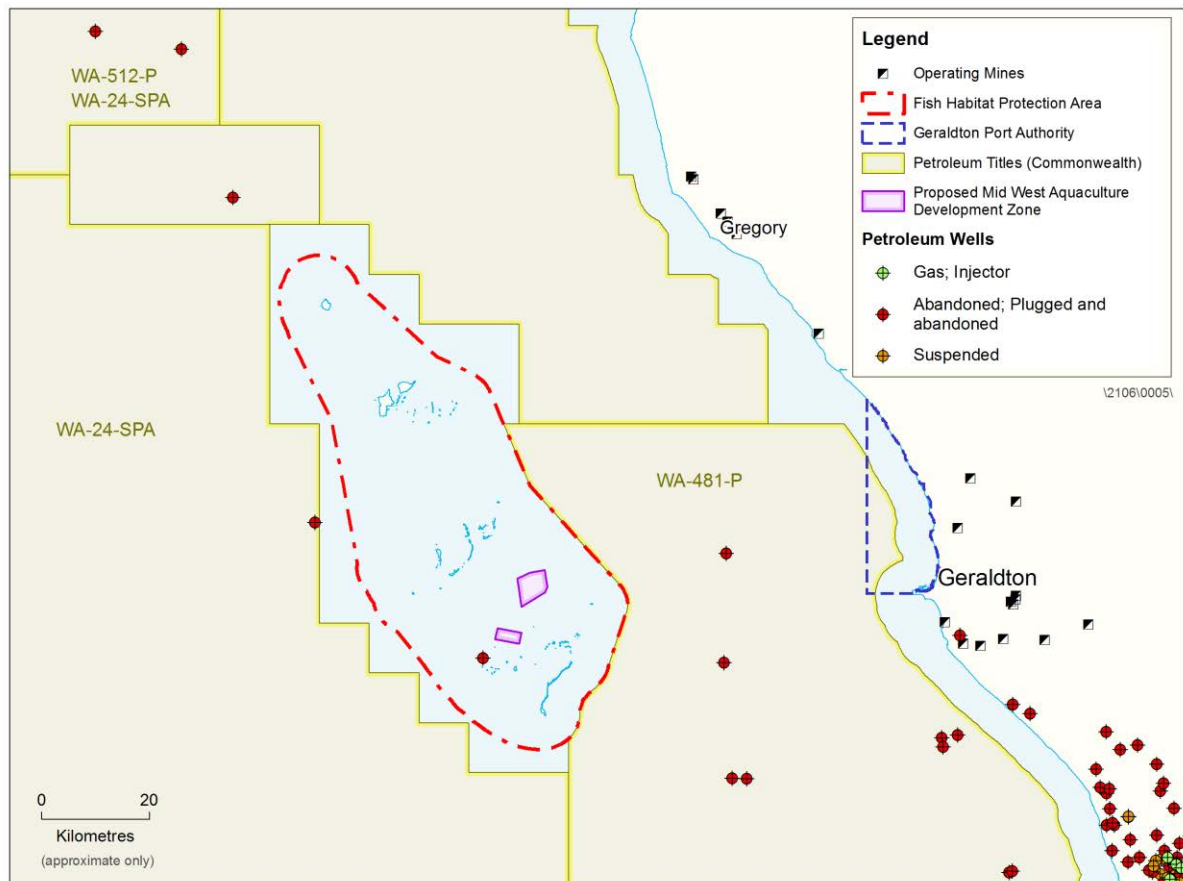 WA-512-P
WA-24-SPA
WA-24-SPA
WA-481-P
Gregory
Geraldton
0 20
Kilometres
(approximate only)
Legend
Operating Mines
Fish Habitat Protection Area
Geraldton Port Authority
Petroleum Titles (Commonwealth)
Proposed Mid West Aquaculture
Development Zone
Petroleum Wells
Gas; Injector
Abandoned; Plugged and
abandoned
Suspended
\2106\0005\